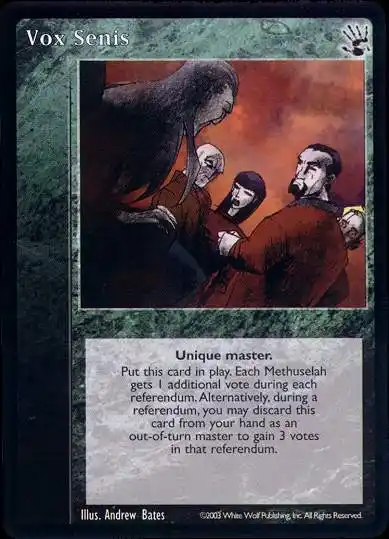 Vox Senis
Unique master.
Put this card in play. Each Methuselah
gets 1 additional vote during each
referendum. Alternatively, during a
referendum, you may discard this
card from your hand as an
out-of-turn master to gain 3 votes
in that referendum.
Illus. Andrew Bates
©2003 White Wolf Publishing, Inc. All Rights Reserved.